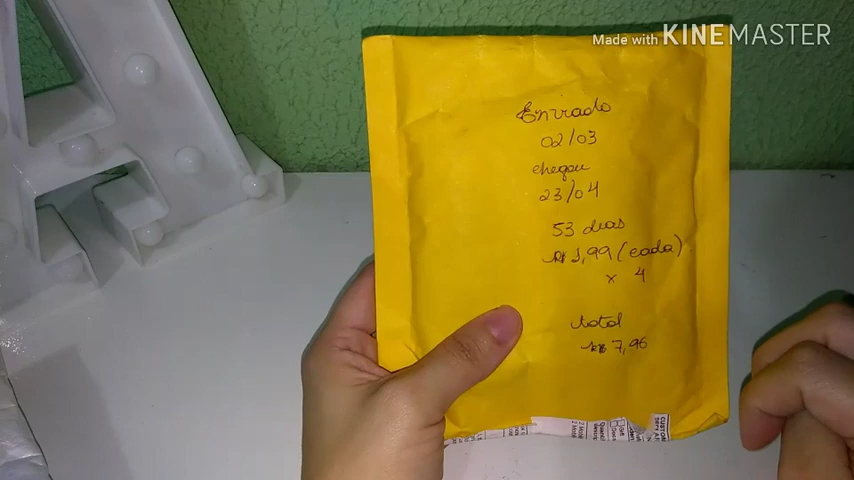 Made with KINEMASTER
Enviado
02/03
chegou
23/04
53 dias
R$ 1,99 (cada)
x 4
total
R$ 7,96